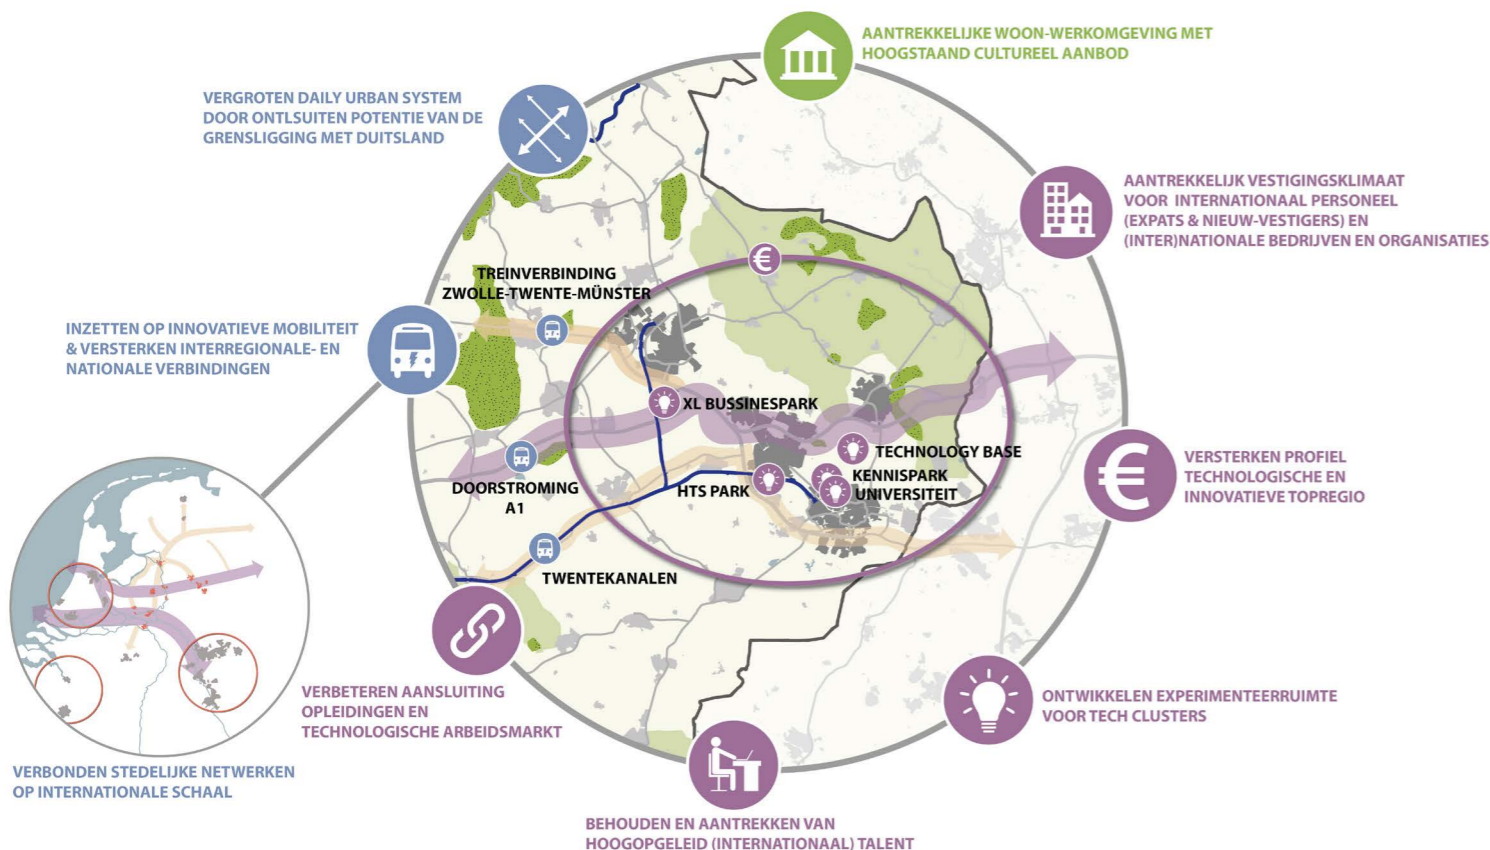 AANTREKKELIJKE WOON-WERKOMGEVING MET
HOOGSTAAND CULTUREEL AANBOD
VERGROTEN DAILY URBAN SYSTEM
DOOR ONTLSUITEN POTENTIE VAN DE
GRENSLIGGING MET DUITSLAND
AANTREKKELIJK VESTIGINGSKLIMAAT
VOOR INTERNATIONAAL PERSONEEL
(EXPATS & NIEUW-VESTIGERS) EN
(INTER)NATIONALE BEDRIJVEN EN ORGANISATIES
€
TREINVERBINDING
ZWOLLE-TWENTE-MÜNSTER
INZETTEN OP INNOVATIEVE MOBILITEIT
& VERSTERKEN INTERREGIONALE- EN
NATIONALE VERBINDINGEN
XL BUSSINESPARK
TECHNOLOGY BASE
KENNISPARK
UNIVERSITEIT
HTS PARK
DOORSTROMING
A1
€
VERSTERKEN PROFIEL
TECHNOLOGISCHE EN
INNOVATIEVE TOPREGIO
TWENTEKANALEN
VERBETEREN AANSLUITING
OPLEIDINGEN EN
TECHNOLOGISCHE ARBEIDSMARKT
ONTWIKKELEN EXPERIMENTEERRUIMTE
VOOR TECH CLUSTERS
VERBONDEN STEDELIJKE NETWERKEN
OP INTERNATIONALE SCHAAL
BEHOUDEN EN AANTREKKEN VAN
HOOGOPGELEID (INTERNATIONAAL) TALENT